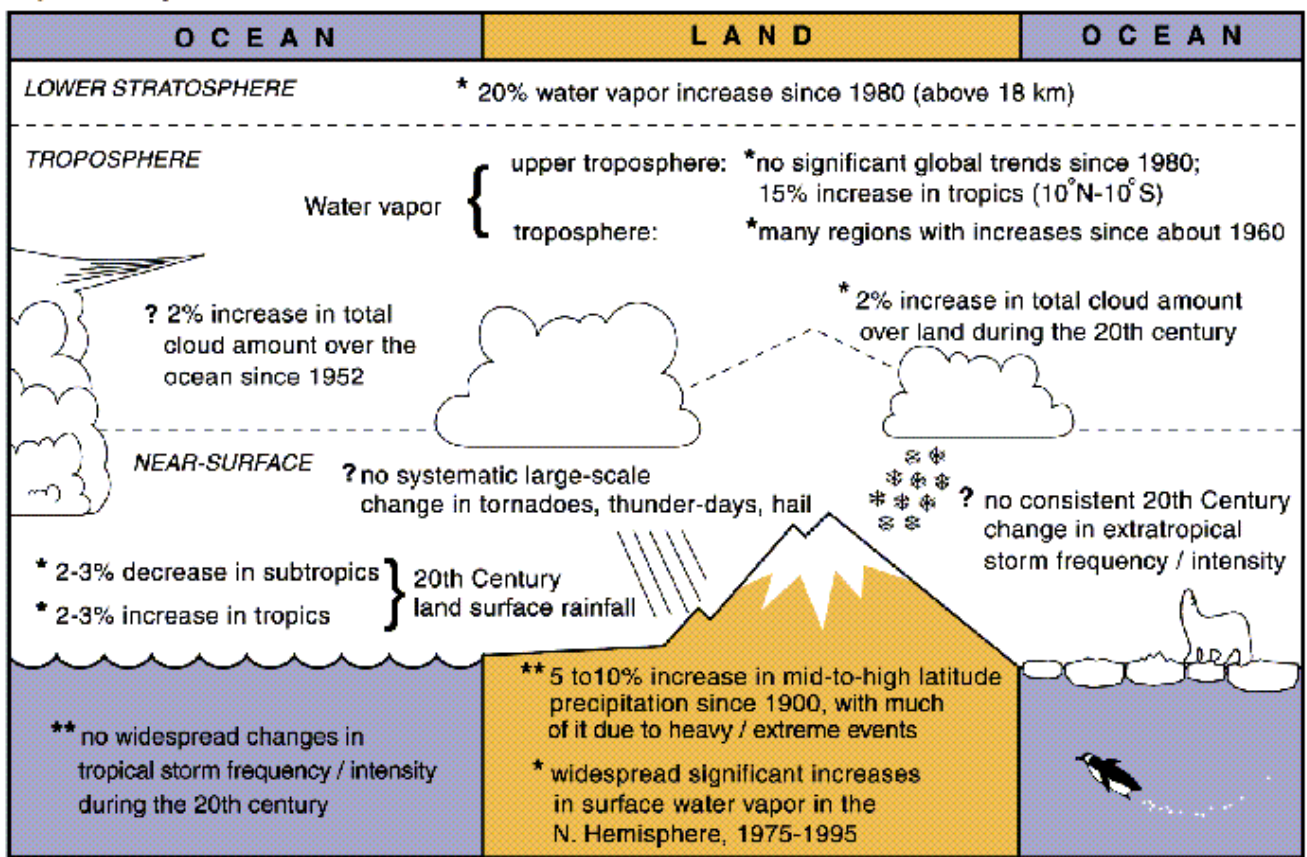 OCEAN
LAND
OCEAN
LOWER STRATOSPHERE
* 20% water vapor increase since 1980 (above 18 km)
TROPOSPHERE
Water vapor {
upper troposphere: *no significant global trends since 1980;
15% increase in tropics (10°N-10°S)
troposphere: *many regions with increases since about 1960
? 2% increase in total
cloud amount over the
ocean since 1952
* 2% increase in total cloud amount
over land during the 20th century
NEAR-SURFACE
? no systematic large-scale
change in tornadoes, thunder-days, hail
? no consistent 20th Century
change in extratropical
storm frequency / intensity
* 2-3% decrease in subtropics
* 2-3% increase in tropics
} 20th Century
land surface rainfall
** 5 to10% increase in mid-to-high latitude
precipitation since 1900, with much
of it due to heavy / extreme events
** no widespread changes in
tropical storm frequency / intensity
during the 20th century
* widespread significant increases
in surface water vapor in the
N. Hemisphere, 1975-1995